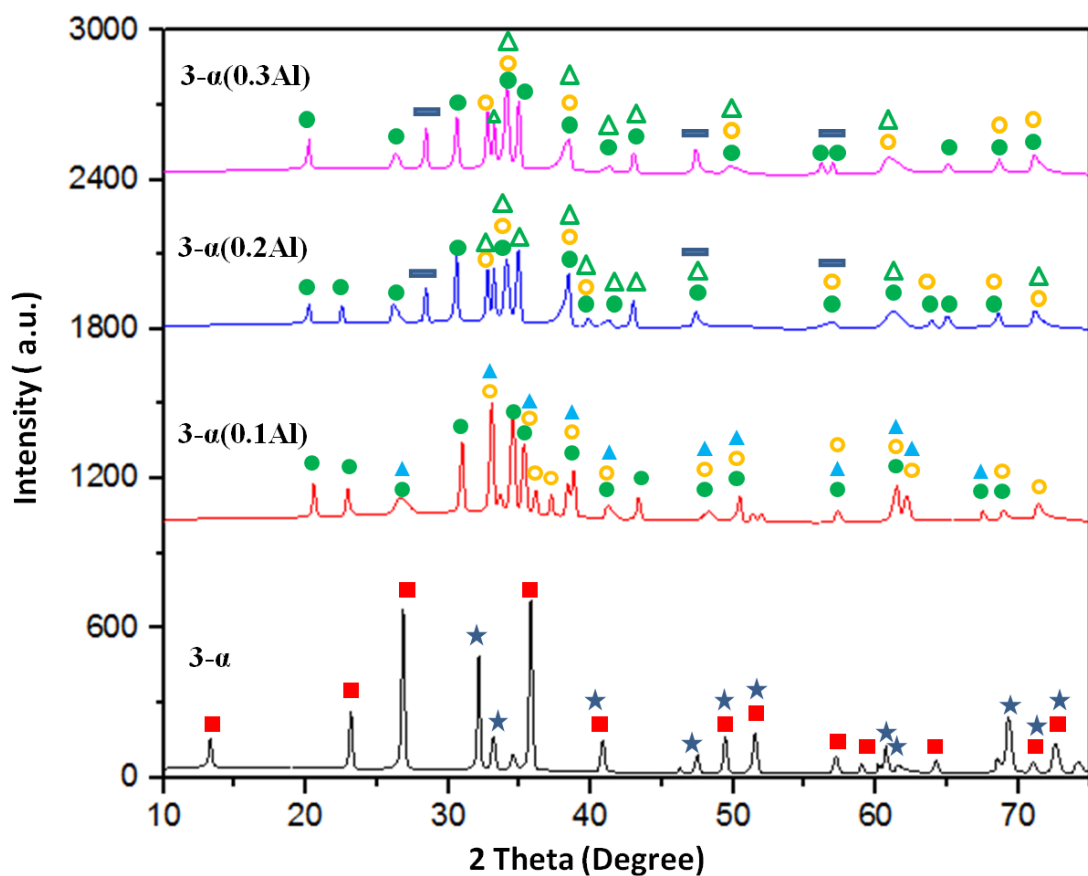 3000
3-α(0.3Al)
2400
3-α(0.2Al)
1800
3-α(0.1Al)
1200
600
3-α
0
10 20 30 40 50 60 70
Intensity ( a.u.)
2 Theta (Degree)